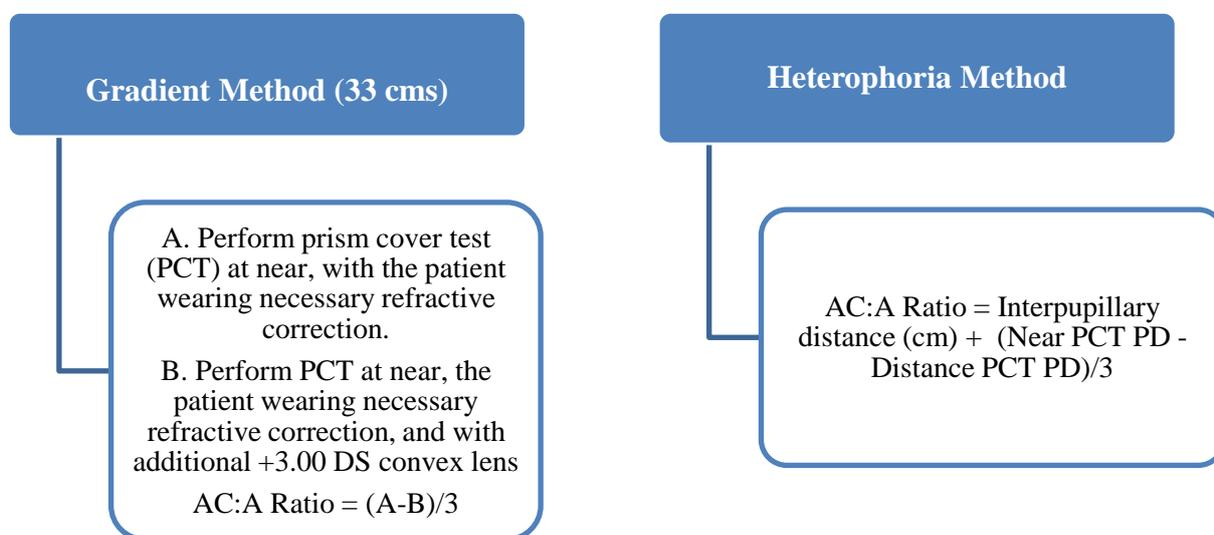 Gradient Method (33 cms)
A. Perform prism cover test
(PCT) at near, with the patient
wearing necessary refractive
correction.
B. Perform PCT at near, the
patient wearing necessary
refractive correction, and with
additional +3.00 DS convex lens
AC:A Ratio = (A-B)/3
Heterophoria Method
AC:A Ratio = Interpupillary
distance (cm) + (Near PCT PD -
Distance PCT PD)/3